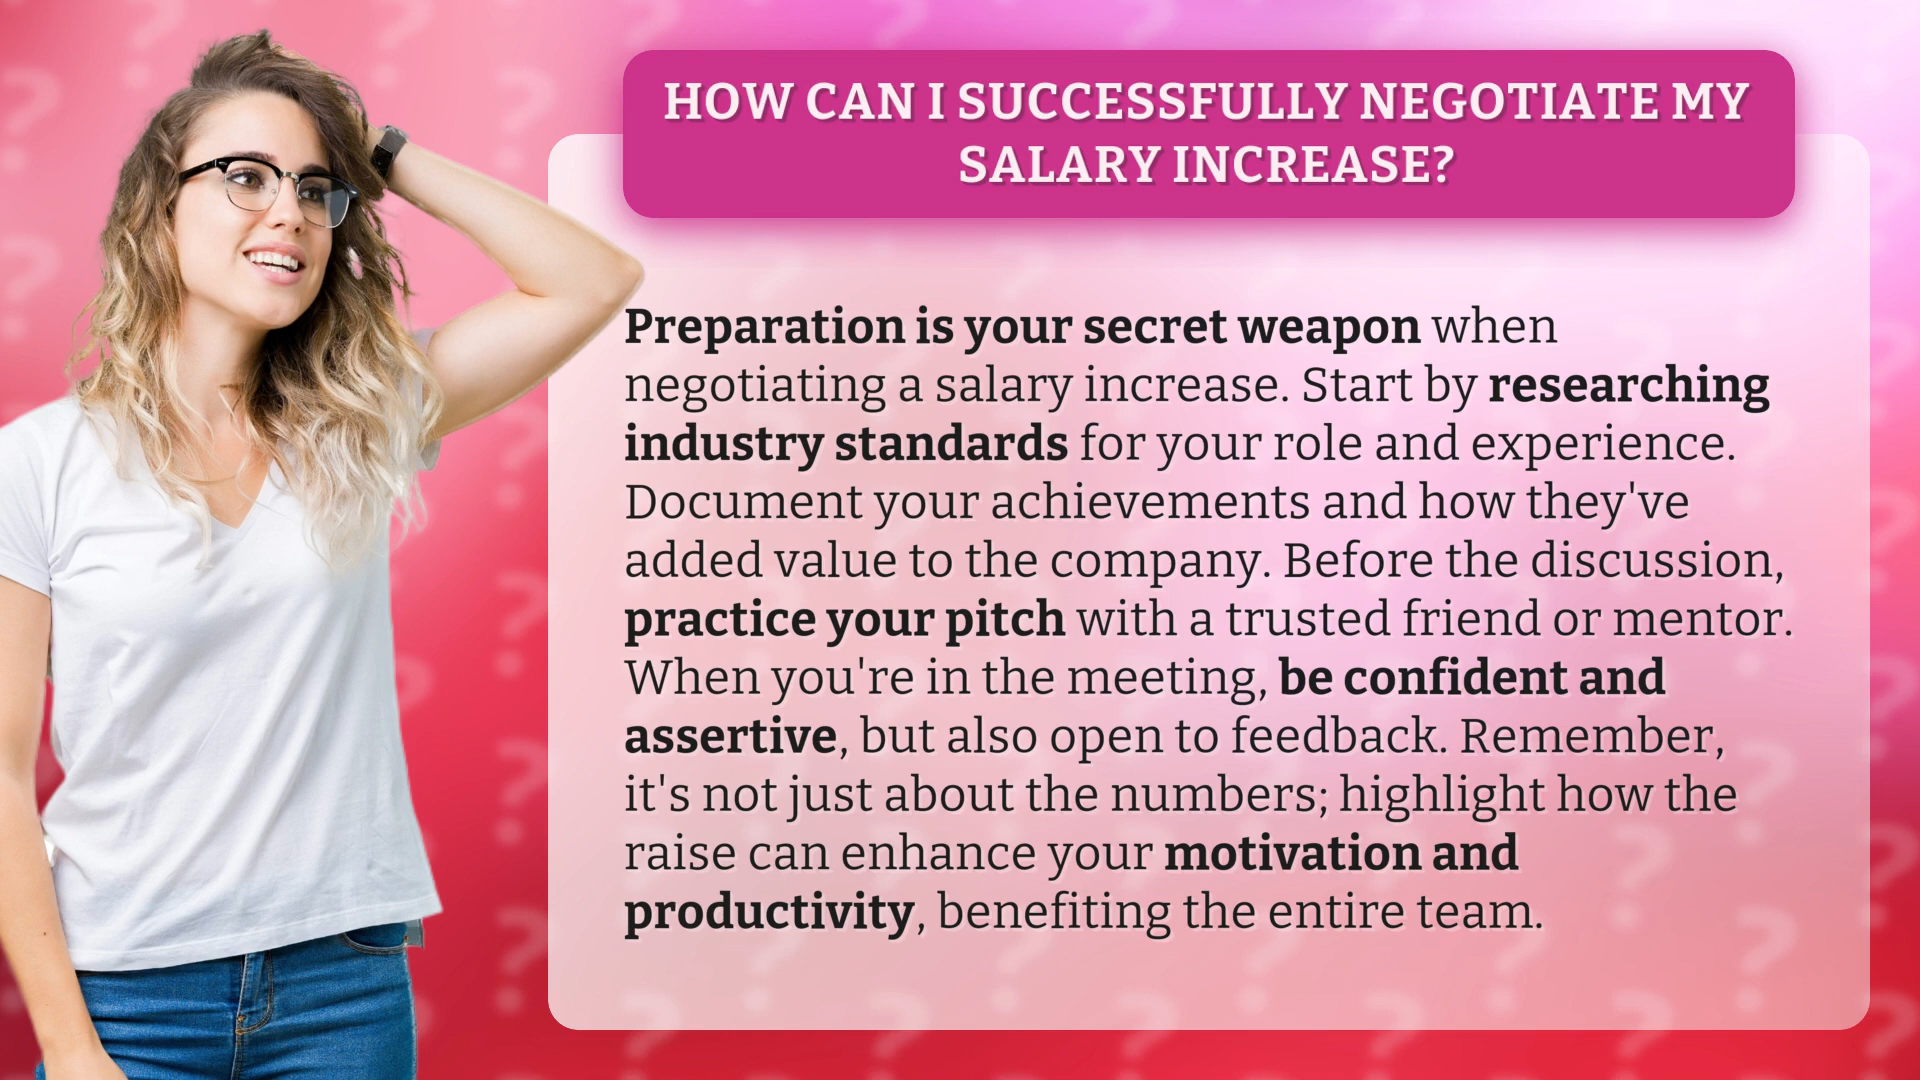 HOW CAN I SUCCESSFULLY NEGOTIATE MY
SALARY INCREASE?
Preparation is your secret weapon when
negotiating a salary increase. Start by researching
industry standards for your role and experience.
Document your achievements and how they've
added value to the company. Before the discussion,
practice your pitch with a trusted friend or mentor.
When you're in the meeting, be confident and
assertive, but also open to feedback. Remember,
it's not just about the numbers; highlight how the
raise can enhance your motivation and
productivity, benefiting the entire team.